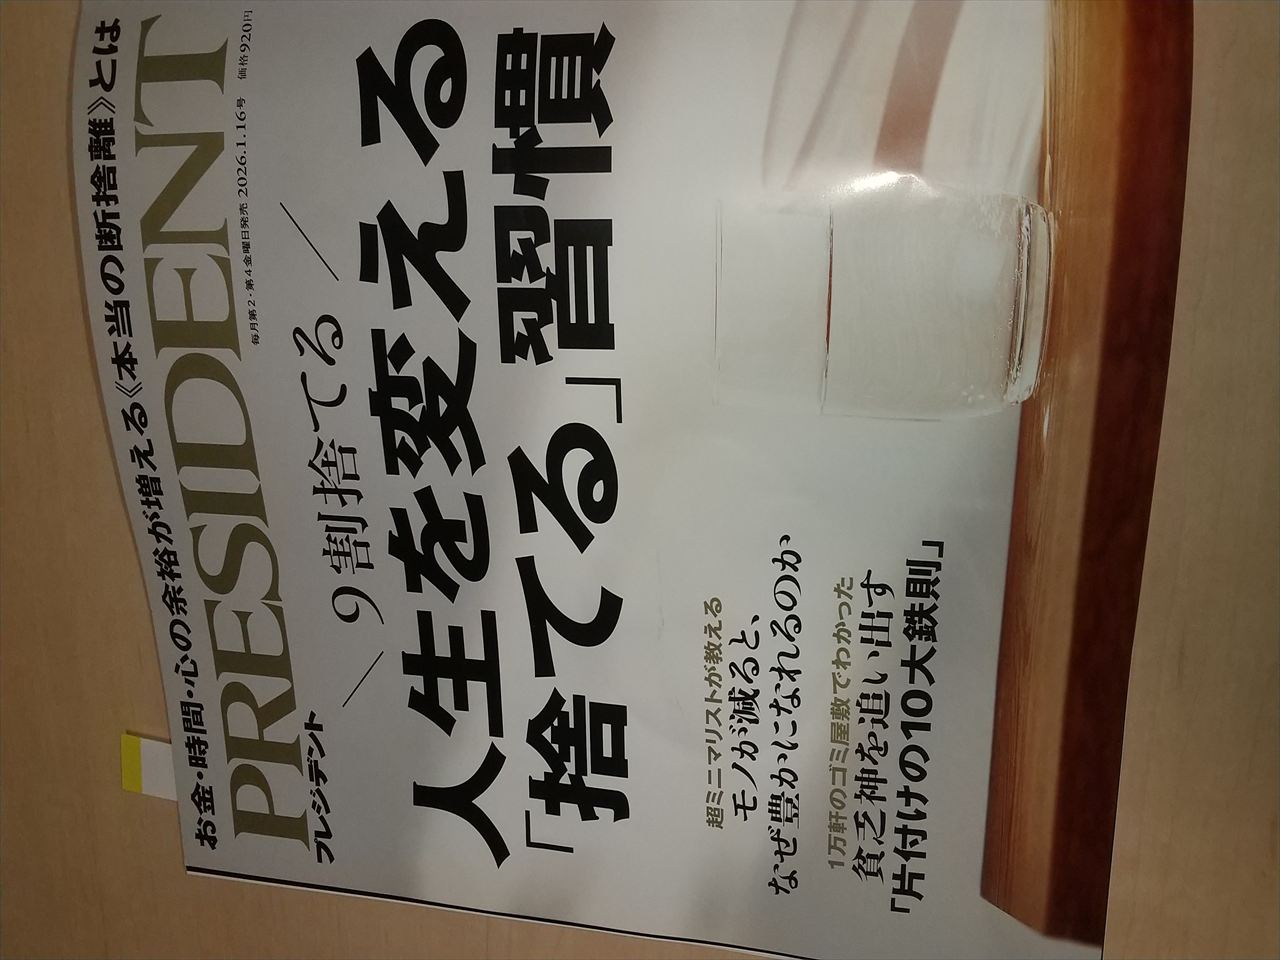 お金・時間・心の余裕が増える《本当の断捨離》とは
PRESIDENT
プレジデント
毎月第2・第4金曜日発売 2026.1.16号 価格920円
9割捨てる
人生を変える
「捨てる」習慣
超ミニマリストが教える
モノが減ると、
なぜ豊かになれるのか
1万軒のゴミ屋敷でわかった
貧乏神を追い出す
「片付けの10大鉄則」